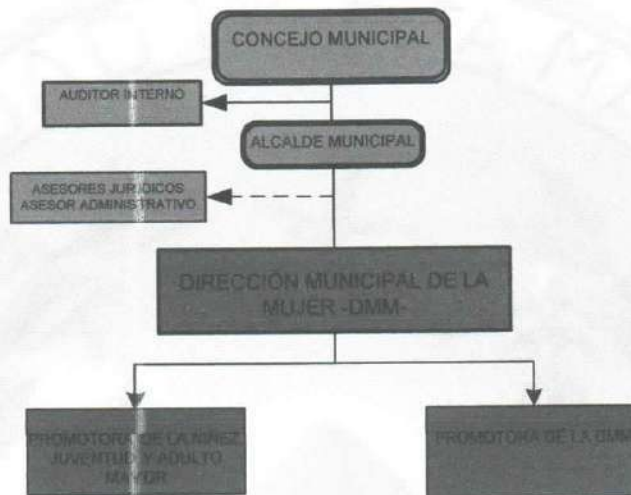 CONCEJO MUNICIPAL
AUDITOR INTERNO
ALCALDE MUNICIPAL
ASESORES JURIDICOS
ASESOR ADMINISTRATIVO
DIRECCIÓN MUNICIPAL DE LA
MUJER -DMM-
PROMOTORA DE LA NIÑEZ
JUVENTUD Y ADULTO
MAYOR
PROMOTORA DE LA DMM